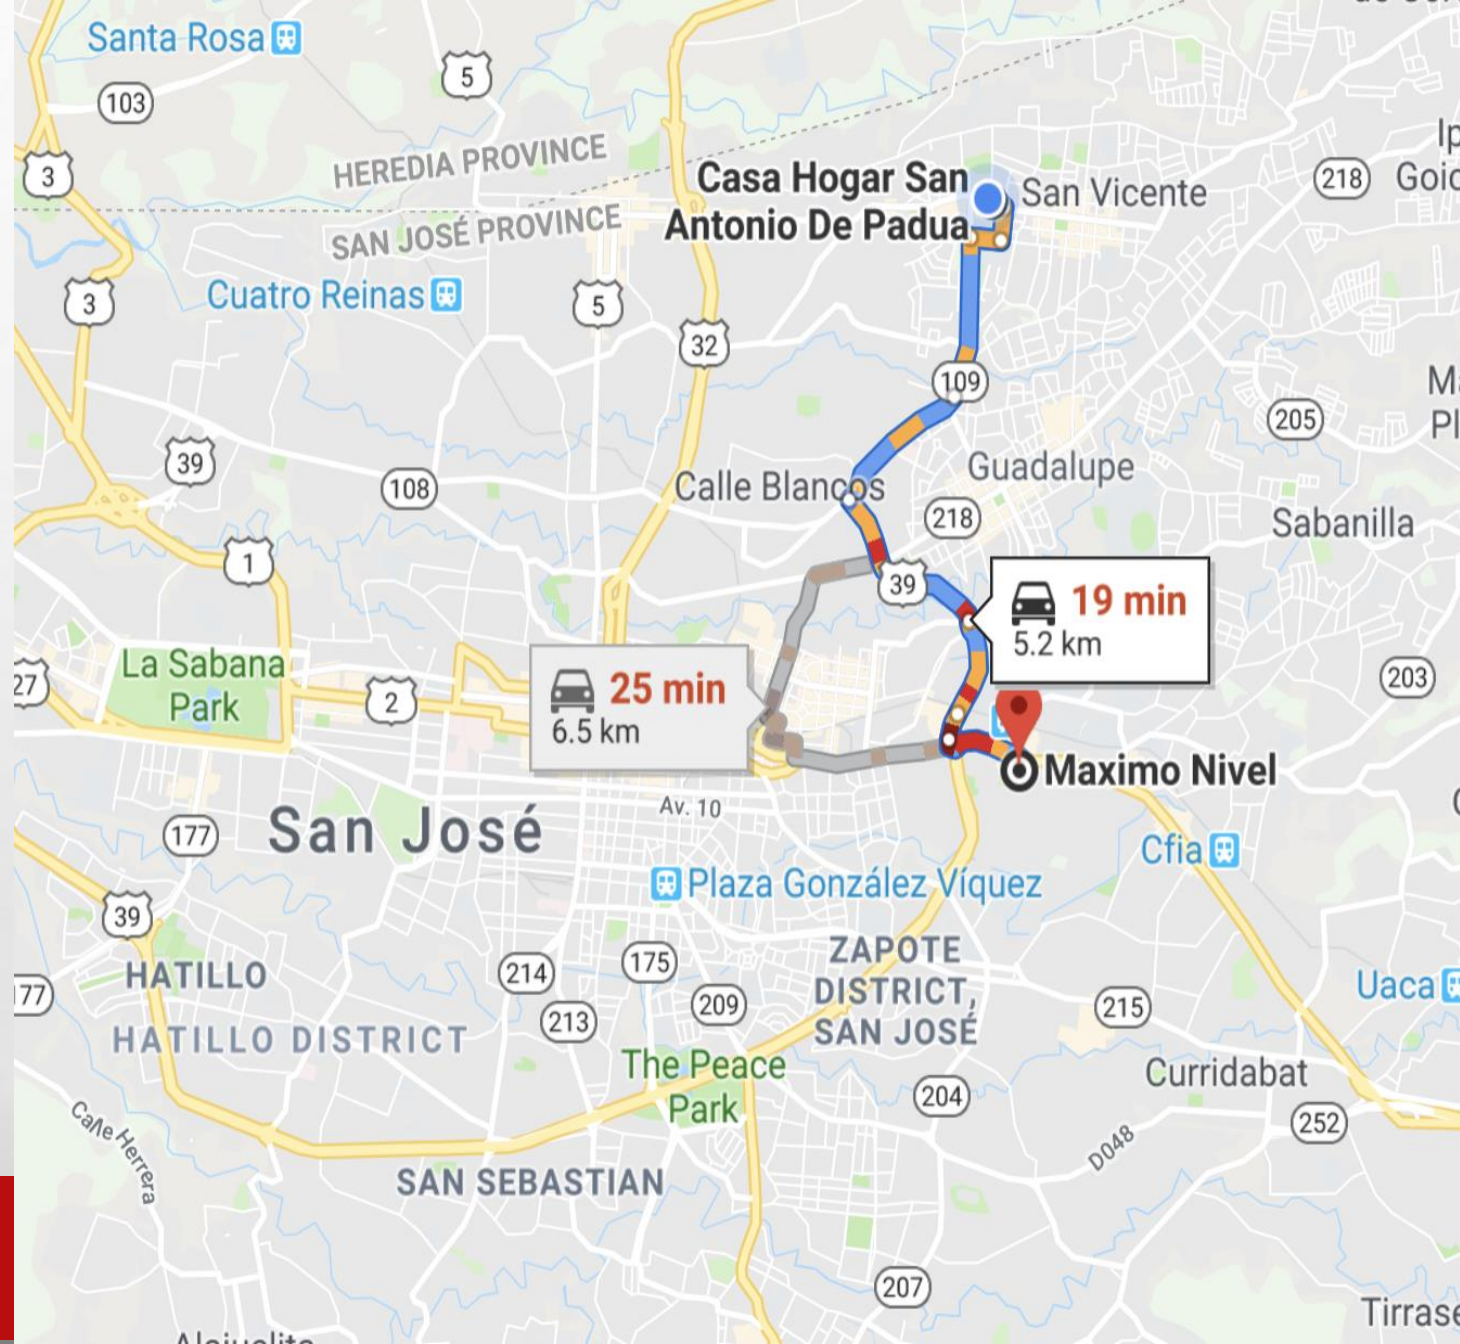 Santa Rosa
5
103
HEREDIA PROVINCE
3
Casa Hogar San
Antonio De Padua
San Vicente
218
SAN JOSÉ PROVINCE
Cuatro Reinas
3
5
32
109
205
39
108
Calle Blancos
Guadalupe
218
Sabanilla
1
39
19 min
5.2 km
La Sabana
Park
27
2
25 min
6.5 km
203
Maximo Nivel
Av. 10
177
San José
Cfia
Plaza González Víquez
39
HATILLO
214
175
209
ZAPOTE
DISTRICT,
SAN JOSÉ
Uaca
77
213
215
HATILLO DISTRICT
The Peace
Park
Curridabat
204
252
Calle Herrera
D048
SAN SEBASTIAN
207